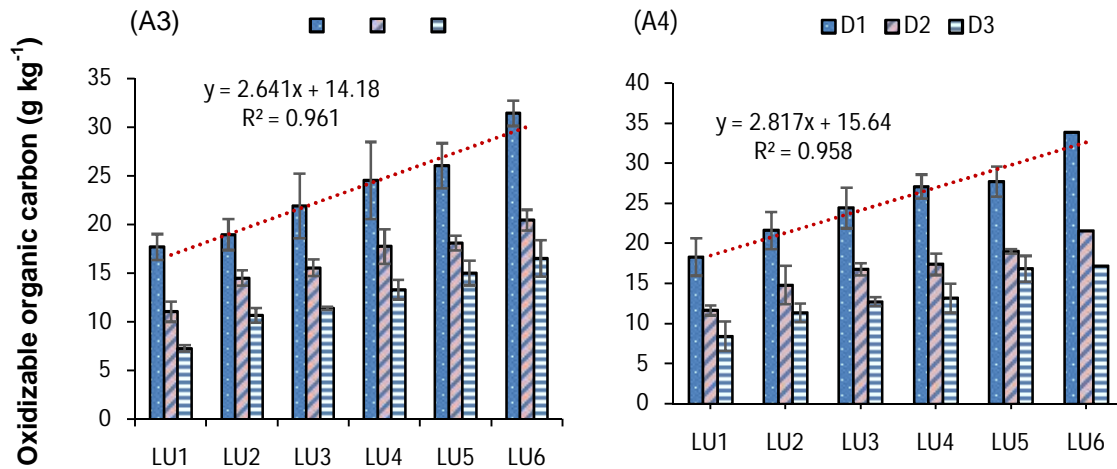 Oxidizable organic carbon (g kg⁻¹)
(A3)
y = 2.641x + 14.18
R² = 0.961
35
30
25
20
15
10
5
0
LU1 LU2 LU3 LU4 LU5 LU6
(A4)
D1 D2 D3
y = 2.817x + 15.64
R² = 0.958
40
35
30
25
20
15
10
5
0
LU1 LU2 LU3 LU4 LU5 LU6